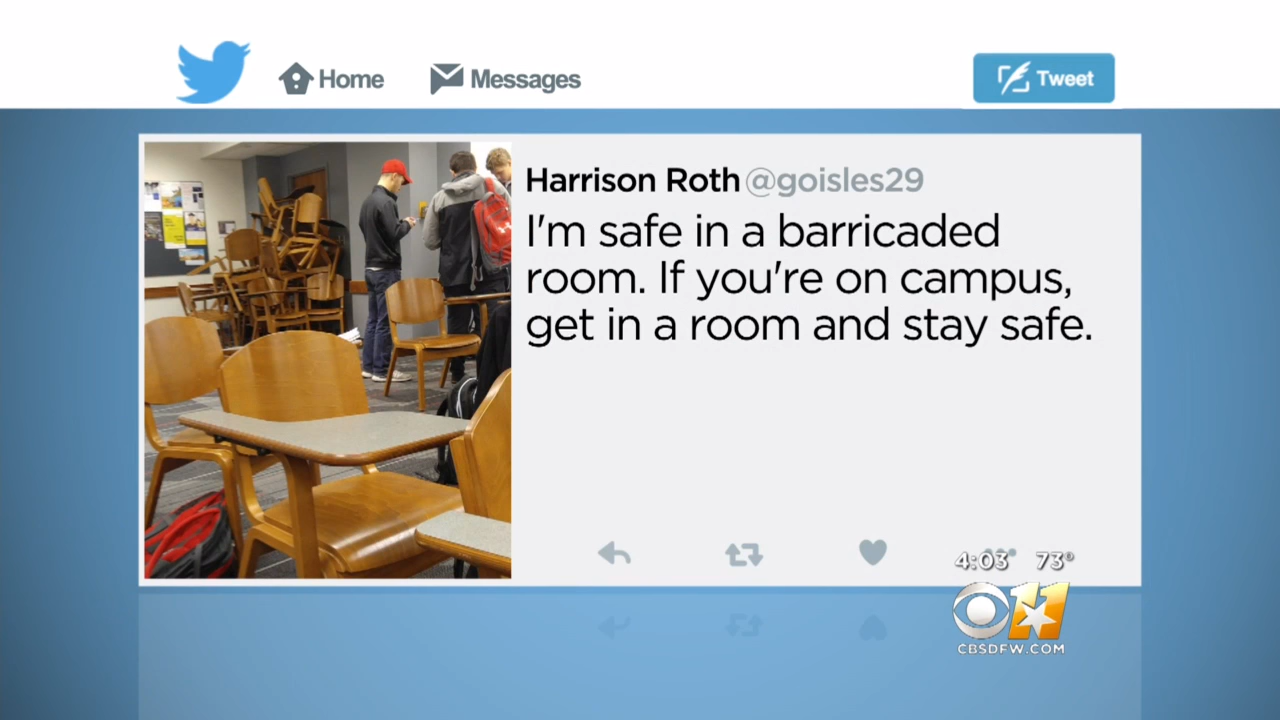 Home
Messages
Tweet
Harrison Roth @goisles29
I'm safe in a barricaded
room. If you're on campus,
get in a room and stay safe.
4:03 73°
11
CBSDFW.COM